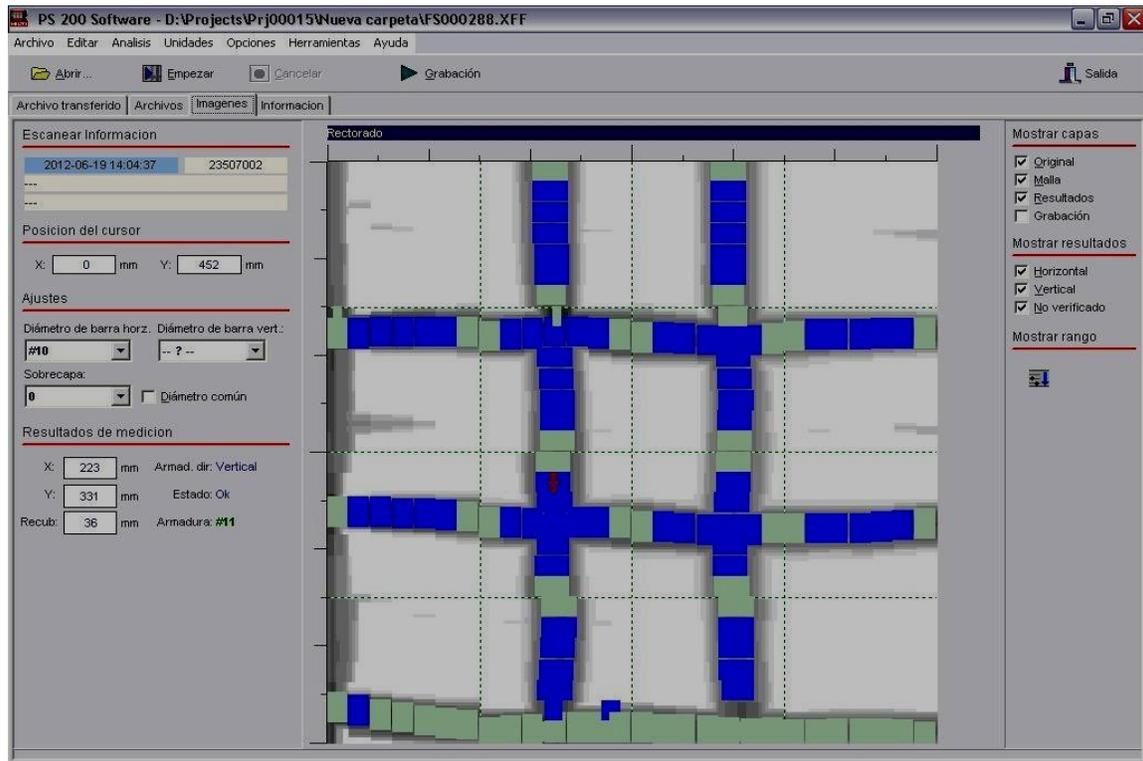 PS 200 Software - D:\Projects\Prj00015\Nueva carpeta\FS000288.XFF
Archivo Editar Analisis Unidades Opciones Herramientas Ayuda
Abrir... Empezar Cancelar Grabación Salida
Archivo transferido Archivos Imagenes Informacion
Escanear Informacion
2012-06-19 14:04:37 23507002
---
---
Posicion del cursor
X: 0 mm Y: 452 mm
Ajustes
Diámetro de barra horz. Diámetro de barra vert.:
#10 -- ? --
Sobrecapa:
0 Diámetro común
Resultados de medicion
X: 223 mm Armad. dir: Vertical
Y: 331 mm Estado: Ok
Recub: 36 mm Armadura: #11
Rectorado
Mostrar capas
Original
Malla
Resultados
Grabación
Mostrar resultados
Horizontal
Vertical
No verificado
Mostrar rango